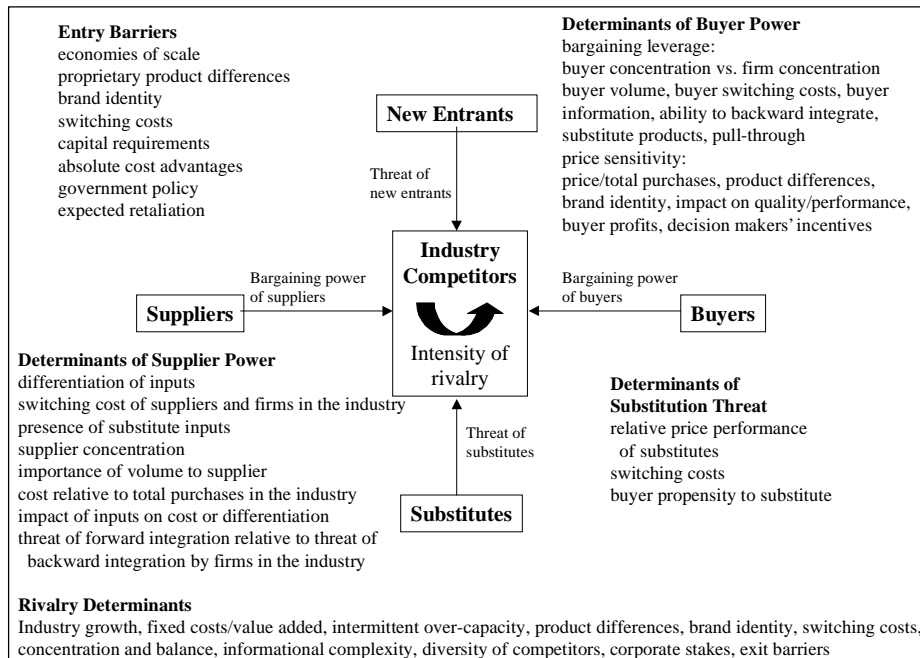 Entry Barriers
economies of scale
proprietary product differences
brand identity
switching costs
capital requirements
absolute cost advantages
government policy
expected retaliation
New Entrants
Threat of
new entrants
Determinants of Buyer Power
bargaining leverage:
buyer concentration vs. firm concentration
buyer volume, buyer switching costs, buyer
information, ability to backward integrate,
substitute products, pull-through
price sensitivity:
price/total purchases, product differences,
brand identity, impact on quality/performance,
buyer profits, decision makers' incentives
Industry
Competitors
Intensity of
rivalry
Bargaining power
of suppliers
Suppliers
Bargaining power
of buyers
Buyers
Determinants of Supplier Power
differentiation of inputs
switching cost of suppliers and firms in the industry
presence of substitute inputs
supplier concentration
importance of volume to supplier
cost relative to total purchases in the industry
impact of inputs on cost or differentiation
threat of forward integration relative to threat of
backward integration by firms in the industry
Threat of
substitutes
Substitutes
Determinants of
Substitution Threat
relative price performance
of substitutes
switching costs
buyer propensity to substitute
Rivalry Determinants
Industry growth, fixed costs/value added, intermittent over-capacity, product differences, brand identity, switching costs,
concentration and balance, informational complexity, diversity of competitors, corporate stakes, exit barriers